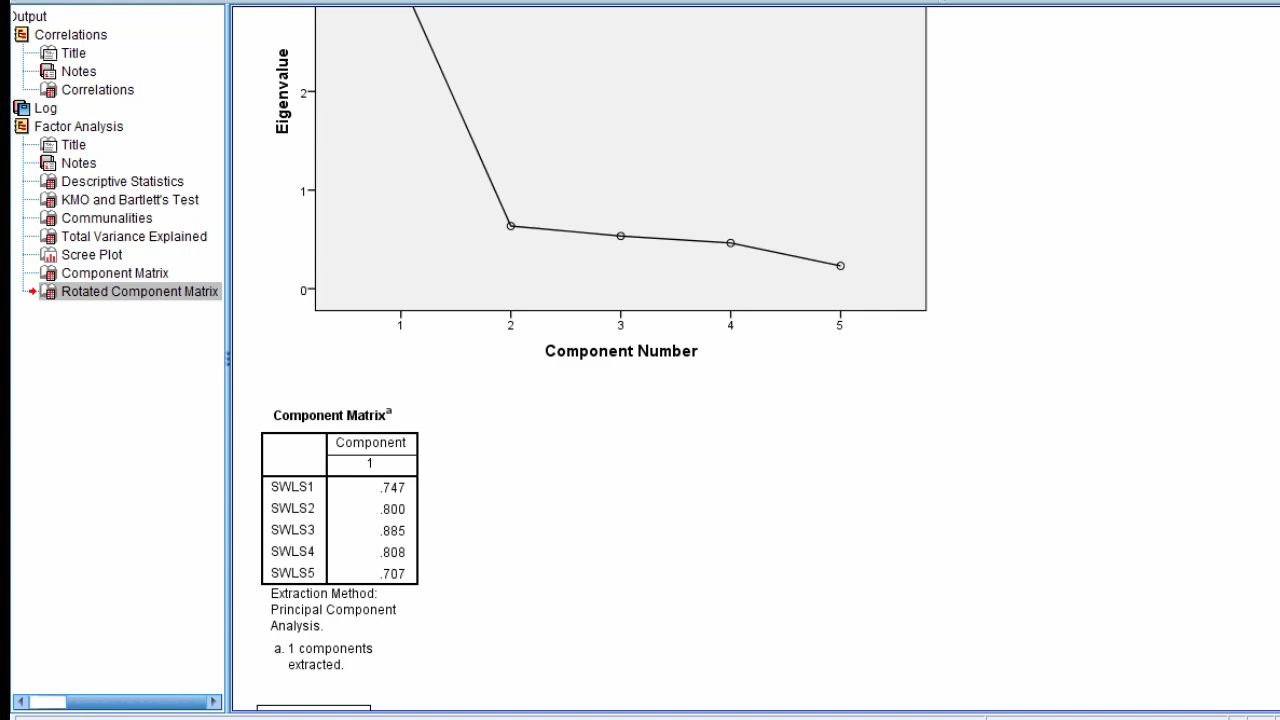 Output
Correlations
Title
Notes
Correlations
Log
Factor Analysis
Title
Notes
Descriptive Statistics
KMO and Bartlett's Test
Communalities
Total Variance Explained
Scree Plot
Component Matrix
Rotated Component Matrix
Eigenvalue
2
1
0
1 2 3 4 5
Component Number
Component Matrixa
Component
1
SWLS1 .747
SWLS2 .800
SWLS3 .885
SWLS4 .808
SWLS5 .707
Extraction Method:
Principal Component
Analysis.
a. 1 components
extracted.